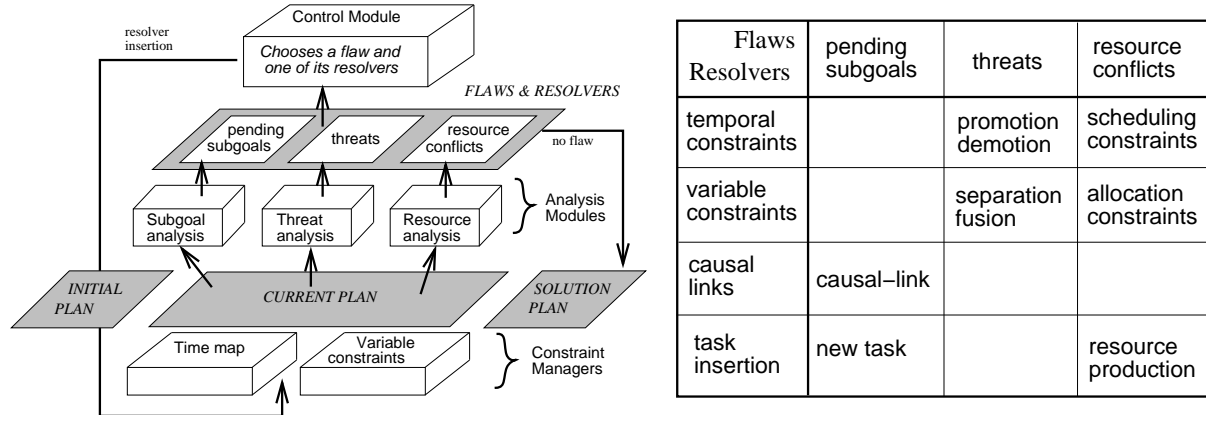 Control Module
resolver
insertion
Chooses a flaw and
one of its resolvers
FLAWS & RESOLVERS
pending
subgoals
threats
resource
conflicts
no flaw
Subgoal
analysis
Threat
analysis
Resource
analysis
Analysis
Modules
INITIAL
PLAN
CURRENT PLAN
SOLUTION
PLAN
Time map
Variable
constraints
Constraint
Managers
Flaws
Resolvers
pending
subgoals
threats
resource
conflicts
temporal
constraints
promotion
demotion
scheduling
constraints
variable
constraints
separation
fusion
allocation
constraints
causal
links
causal–link
task
insertion
new task
resource
production